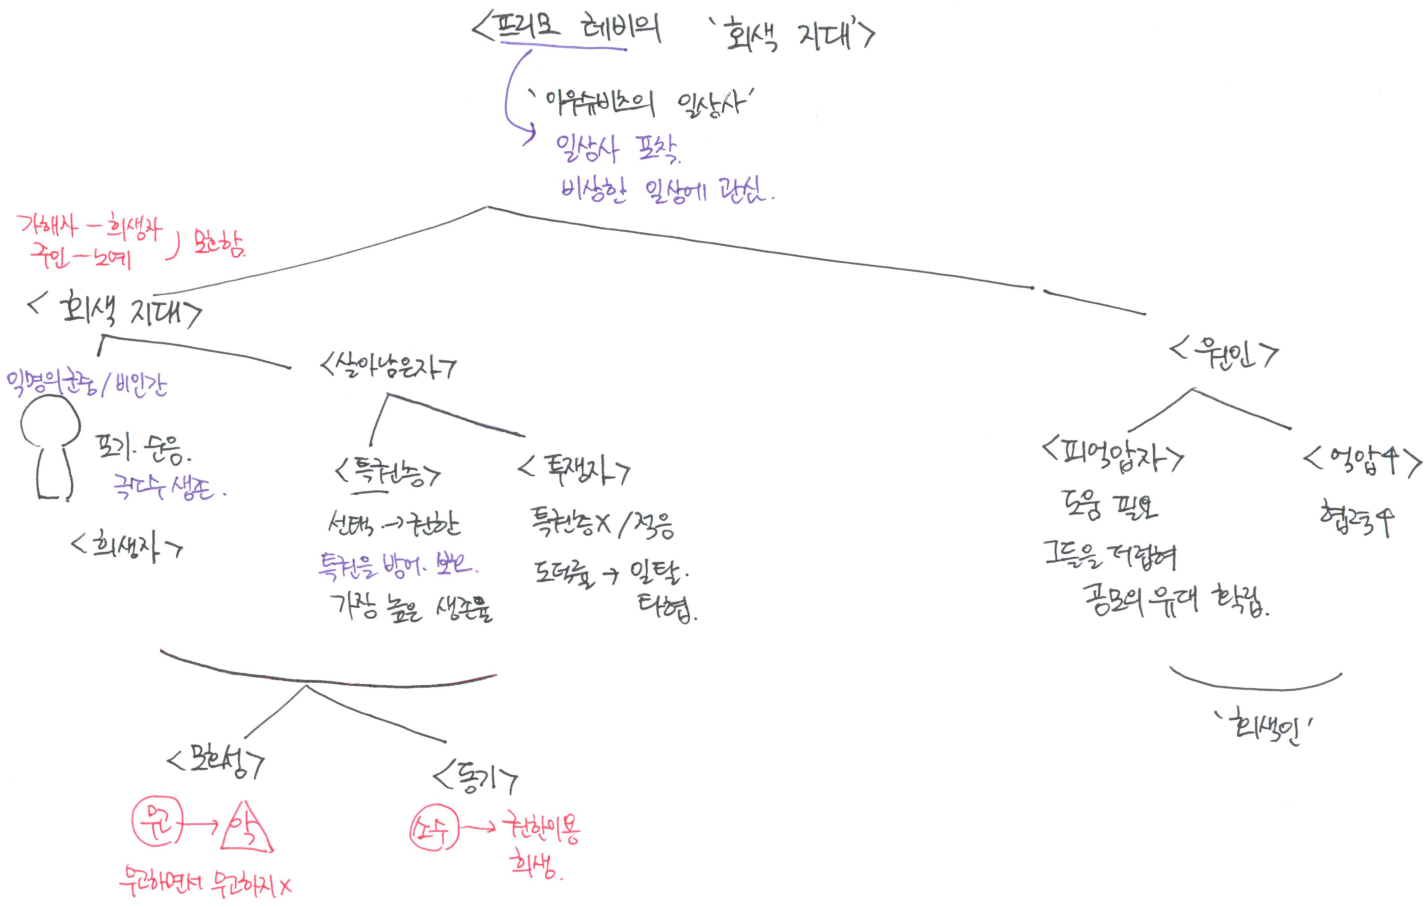 <프리모 레비의 '회색 지대'>
'아우슈비츠의 일상사'
일상사 포착.
비상한 일상에 관심.
가해자 - 희생자
주인 - 노예
) 모호함.
<회색 지대>
익명의 군중/비인간
포기. 순응.
극도수 생존.
<희생자>
<살아남은자>
<특권층>
선택 → 권한
특권을 방어. 보호.
가장 높은 생존율
<투쟁자>
특권층X/적응
도덕률 → 일탈.
타협.
<원인>
<피억압자>
도움 필요
그들을 더럽혀
공모의 유대 확립.
<억압↑>
협력↑
'회색인'
<모호성>
무고 → 악
무고하면서 무고하지X
<동기>
소수 → 권한이용
희생.